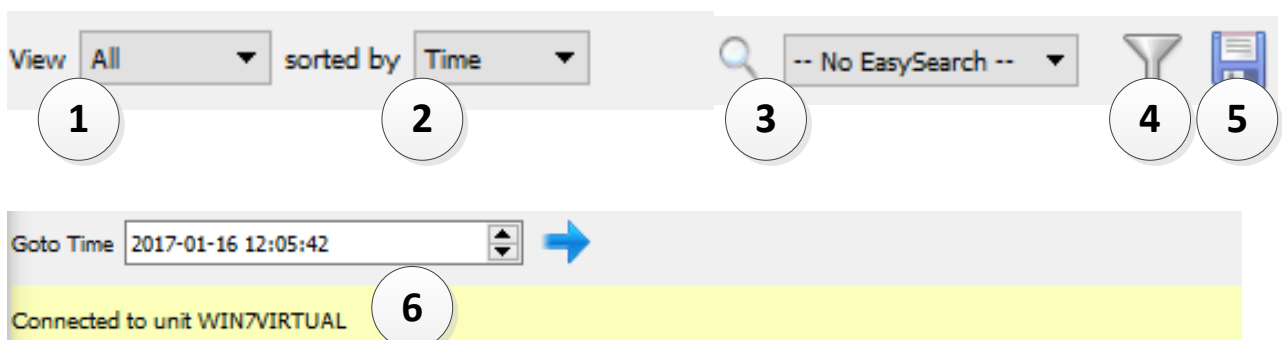 View All sorted by Time -- No EasySearch --
1 2 3 4 5
Goto Time 2017-01-16 12:05:42
6
Connected to unit WIN7VIRTUAL